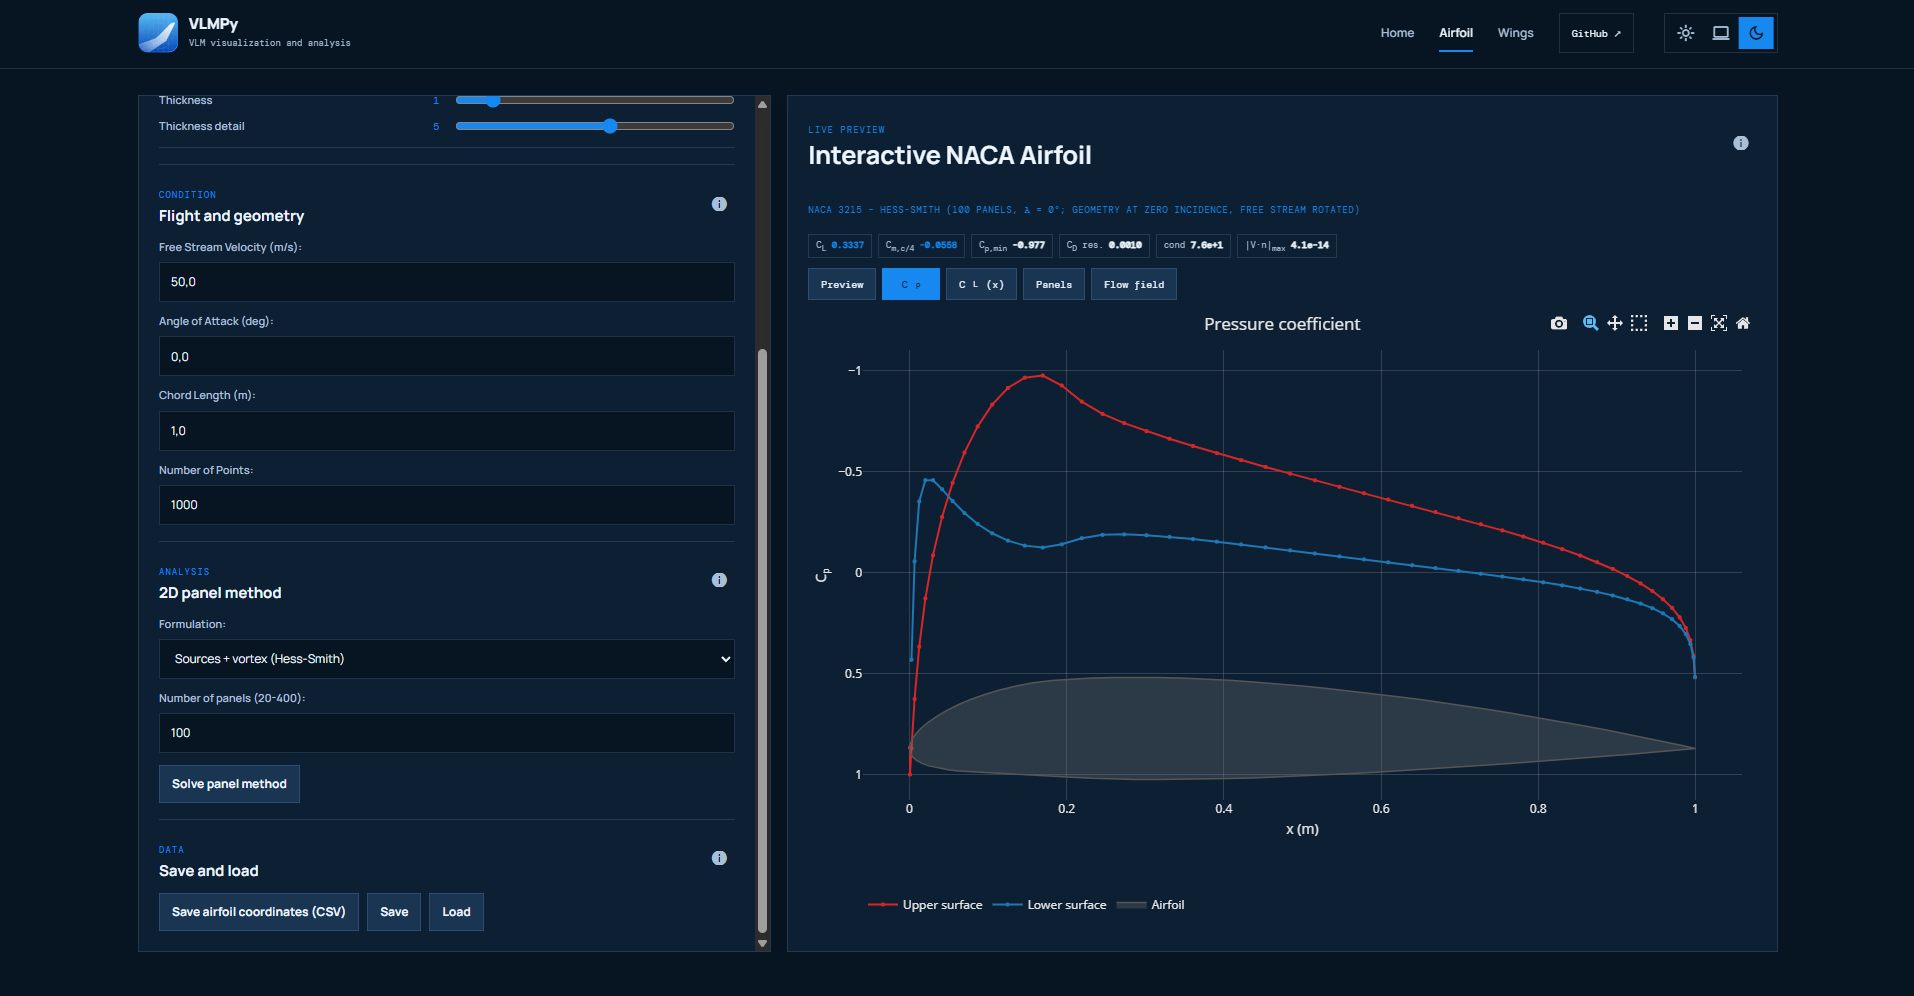 VLMPy
VLM visualization and analysis
Home
Airfoil
Wings
GitHub ↗
Thickness 1
Thickness detail 5
CONDITION
Flight and geometry
Free Stream Velocity (m/s):
50,0
Angle of Attack (deg):
0,0
Chord Length (m):
1,0
Number of Points:
1000
ANALYSIS
2D panel method
Formulation:
Sources + vortex (Hess-Smith)
Number of panels (20-400):
100
Solve panel method
DATA
Save and load
Save airfoil coordinates (CSV)
Save
Load
LIVE PREVIEW
Interactive NACA Airfoil
NACA 3215 – HESS-SMITH (100 PANELS, Α = 0°; GEOMETRY AT ZERO INCIDENCE, FREE STREAM ROTATED)
CL 0.3337
Cm,c/4 -0.0558
Cp,min -0.977
CD res. 0.0010
cond 7.6e+1
|V·n|max 4.1e-14
Preview
C p
C L (x)
Panels
Flow field
Pressure coefficient
−1
−0.5
0
0.5
1
Cp
0
0.2
0.4
0.6
0.8
1
x (m)
Upper surface
Lower surface
Airfoil